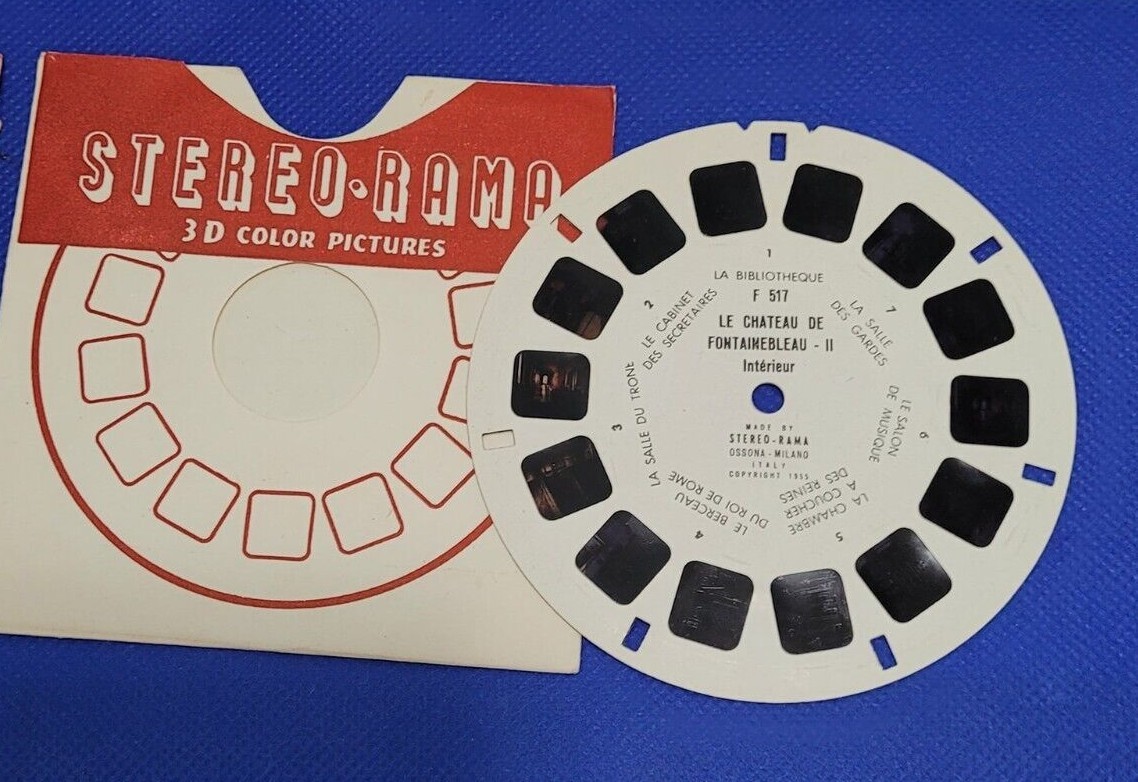 STEREO·RAMA
3D COLOR PICTURES
1
LA BIBLIOTHEQUE
F 517
LE CHATEAU DE
FONTAINEBLEAU - II
Intérieur
MADE BY
STEREO-RAMA
OSSONA-MILANO
ITALY
COPYRIGHT 1955
2
LE CABINET
DES SECRETAIRES
3
LA SALLE DU TRONE
4
LE BERCEAU
DU ROI DE ROME
5
LA CHAMBRE
A COUCHER
DES REINES
6
LE SALON
DE MUSIQUE
7
LA SALLE
DES GARDES